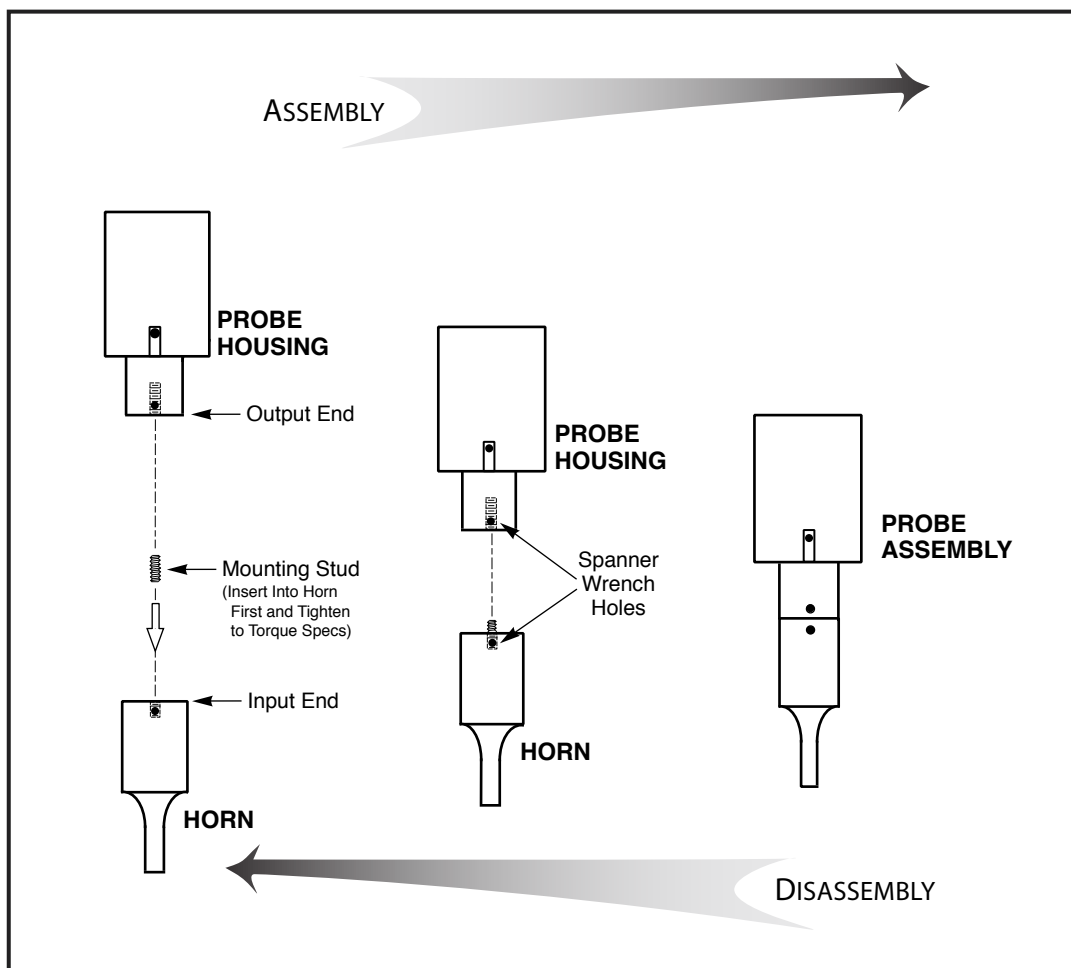 ASSEMBLY
PROBE
HOUSING
Output End
Mounting Stud
(Insert Into Horn
First and Tighten
to Torque Specs)
Input End
HORN
PROBE
HOUSING
Spanner
Wrench
Holes
HORN
PROBE
ASSEMBLY
DISASSEMBLY